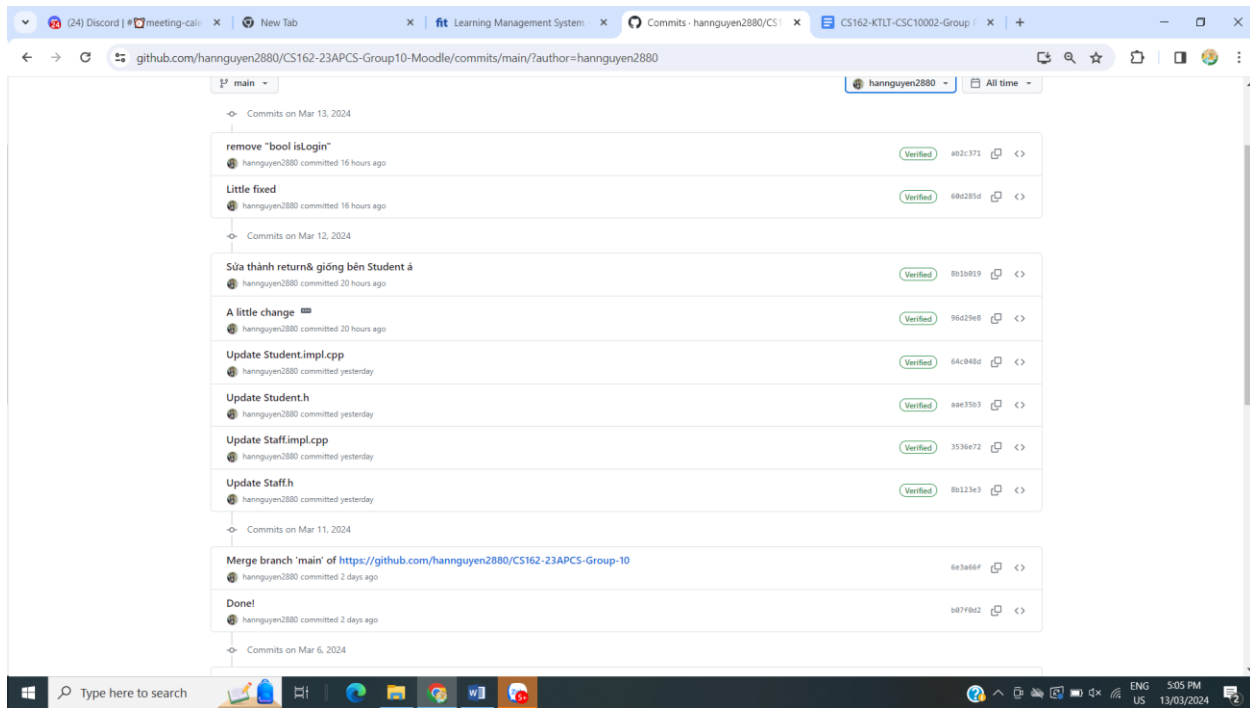 (24) Discord | #⏰meeting-cale
New Tab
fit Learning Management System
Commits · hannguyen2880/CS1
CS162-KTLT-CSC10002-Group
github.com/hannguyen2880/CS162-23APCS-Group10-Moodle/commits/main/?author=hannguyen2880
main
hannguyen2880
All time
Commits on Mar 13, 2024
remove "bool isLogin"
Verified ab2c371
hannguyen2880 committed 16 hours ago
Little fixed
Verified 60d285d
hannguyen2880 committed 16 hours ago
Commits on Mar 12, 2024
Sửa thành return& giống bên Student á
Verified 8b1b019
hannguyen2880 committed 20 hours ago
A little change
Verified 96d29e8
hannguyen2880 committed 20 hours ago
Update Student.impl.cpp
Verified 64c048d
hannguyen2880 committed yesterday
Update Student.h
Verified aae35b3
hannguyen2880 committed yesterday
Update Staff.impl.cpp
Verified 3536e72
hannguyen2880 committed yesterday
Update Staff.h
Verified 8b123e3
hannguyen2880 committed yesterday
Commits on Mar 11, 2024
Merge branch 'main' of https://github.com/hannguyen2880/CS162-23APCS-Group-10
6e3a66f
hannguyen2880 committed 2 days ago
Done!
b07f0d2
hannguyen2880 committed 2 days ago
Commits on Mar 6, 2024
Type here to search
ENG
US
5:05 PM
13/03/2024
2